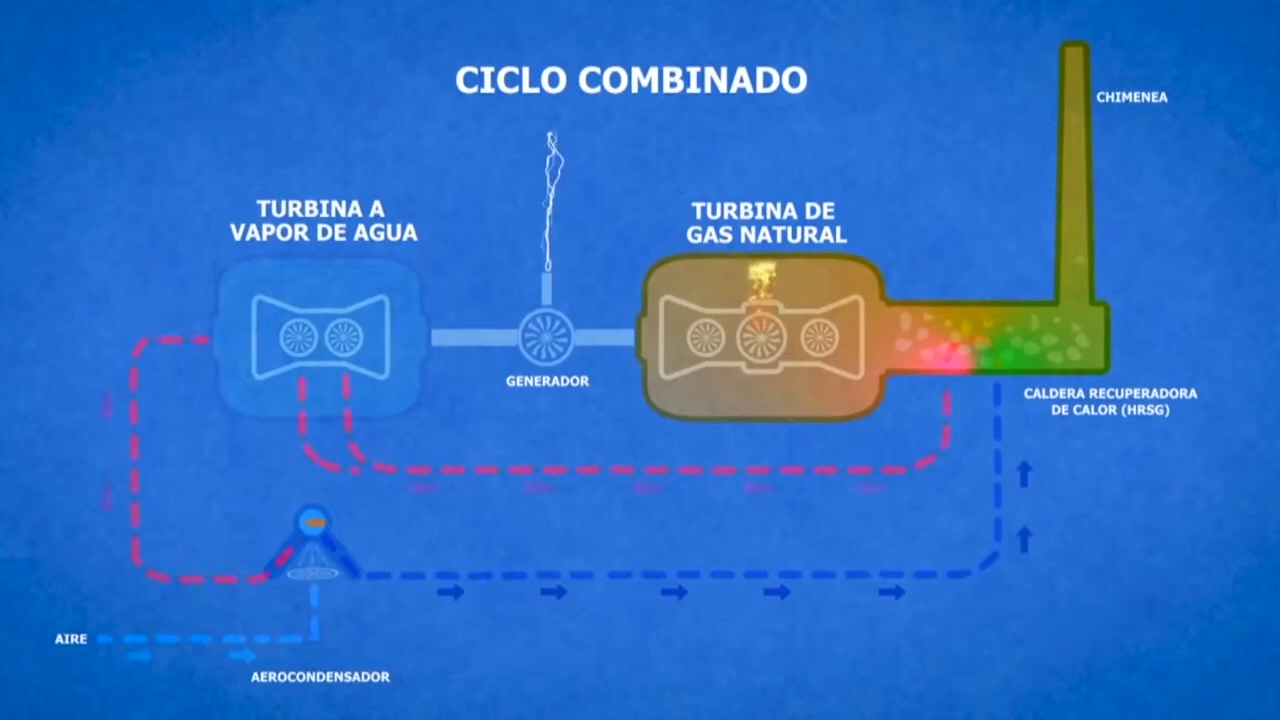 CICLO COMBINADO
CHIMENEA
TURBINA A
VAPOR DE AGUA
TURBINA DE
GAS NATURAL
GENERADOR
CALDERA RECUPERADORA
DE CALOR (HRSG)
AIRE
AEROCONDENSADOR